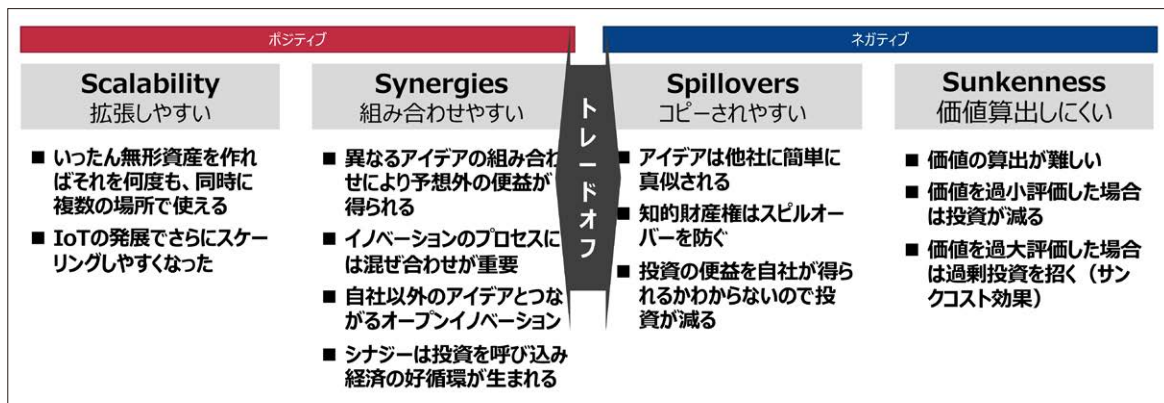 ポジティブ
ネガティブ
Scalability
拡張しやすい
■ いったん無形資産を作れ
ばそれを何度も、同時に
複数の場所で使える
■ IoTの発展でさらにスケー
リングしやすくなった
Synergies
組み合わせやすい
■ 異なるアイデアの組み合わ
せにより予想外の便益が
得られる
■ イノベーションのプロセスに
は混ぜ合わせが重要
■ 自社以外のアイデアとつな
がるオープンイノベーション
■ シナジーは投資を呼び込み
経済の好循環が生まれる
トレードオフ
Spillovers
コピーされやすい
■ アイデアは他社に簡単に
真似される
■ 知的財産権はスピルオー
バーを防ぐ
■ 投資の便益を自社が得ら
れるかわからないので投
資が減る
Sunkenness
価値算出しにくい
■ 価値の算出が難しい
■ 価値を過小評価した場合
は投資が減る
■ 価値を過大評価した場合
は過剰投資を招く（サン
クコスト効果）